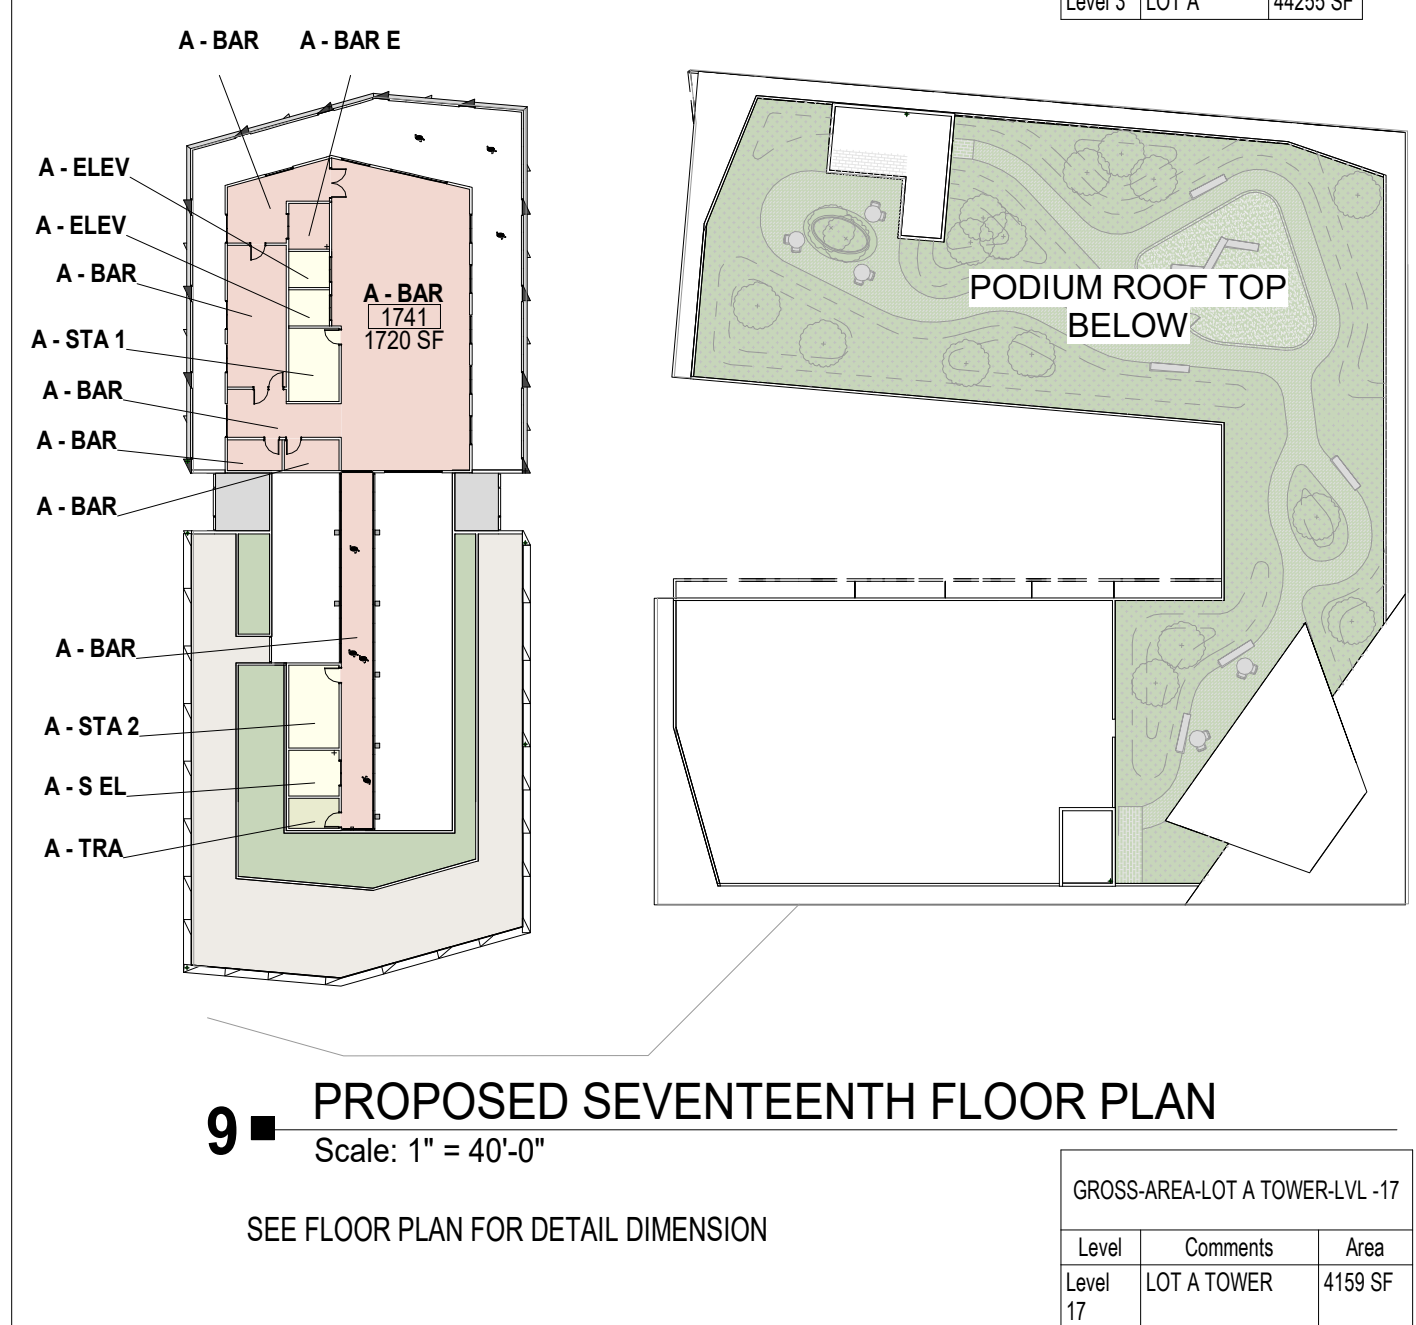 Level 3 LOT A 44255 SF
A - BAR A - BAR E
A - ELEV
A - ELEV
A - BAR
A - STA 1
A - BAR
A - BAR
A - BAR
A - BAR
1741
1720 SF
PODIUM ROOF TOP
BELOW
A - BAR
A - STA 2
A - S EL
A - TRA
9 PROPOSED SEVENTEENTH FLOOR PLAN
Scale: 1" = 40'-0"
SEE FLOOR PLAN FOR DETAIL DIMENSION
GROSS-AREA-LOT A TOWER-LVL -17
Level Comments Area
Level 17 LOT A TOWER 4159 SF